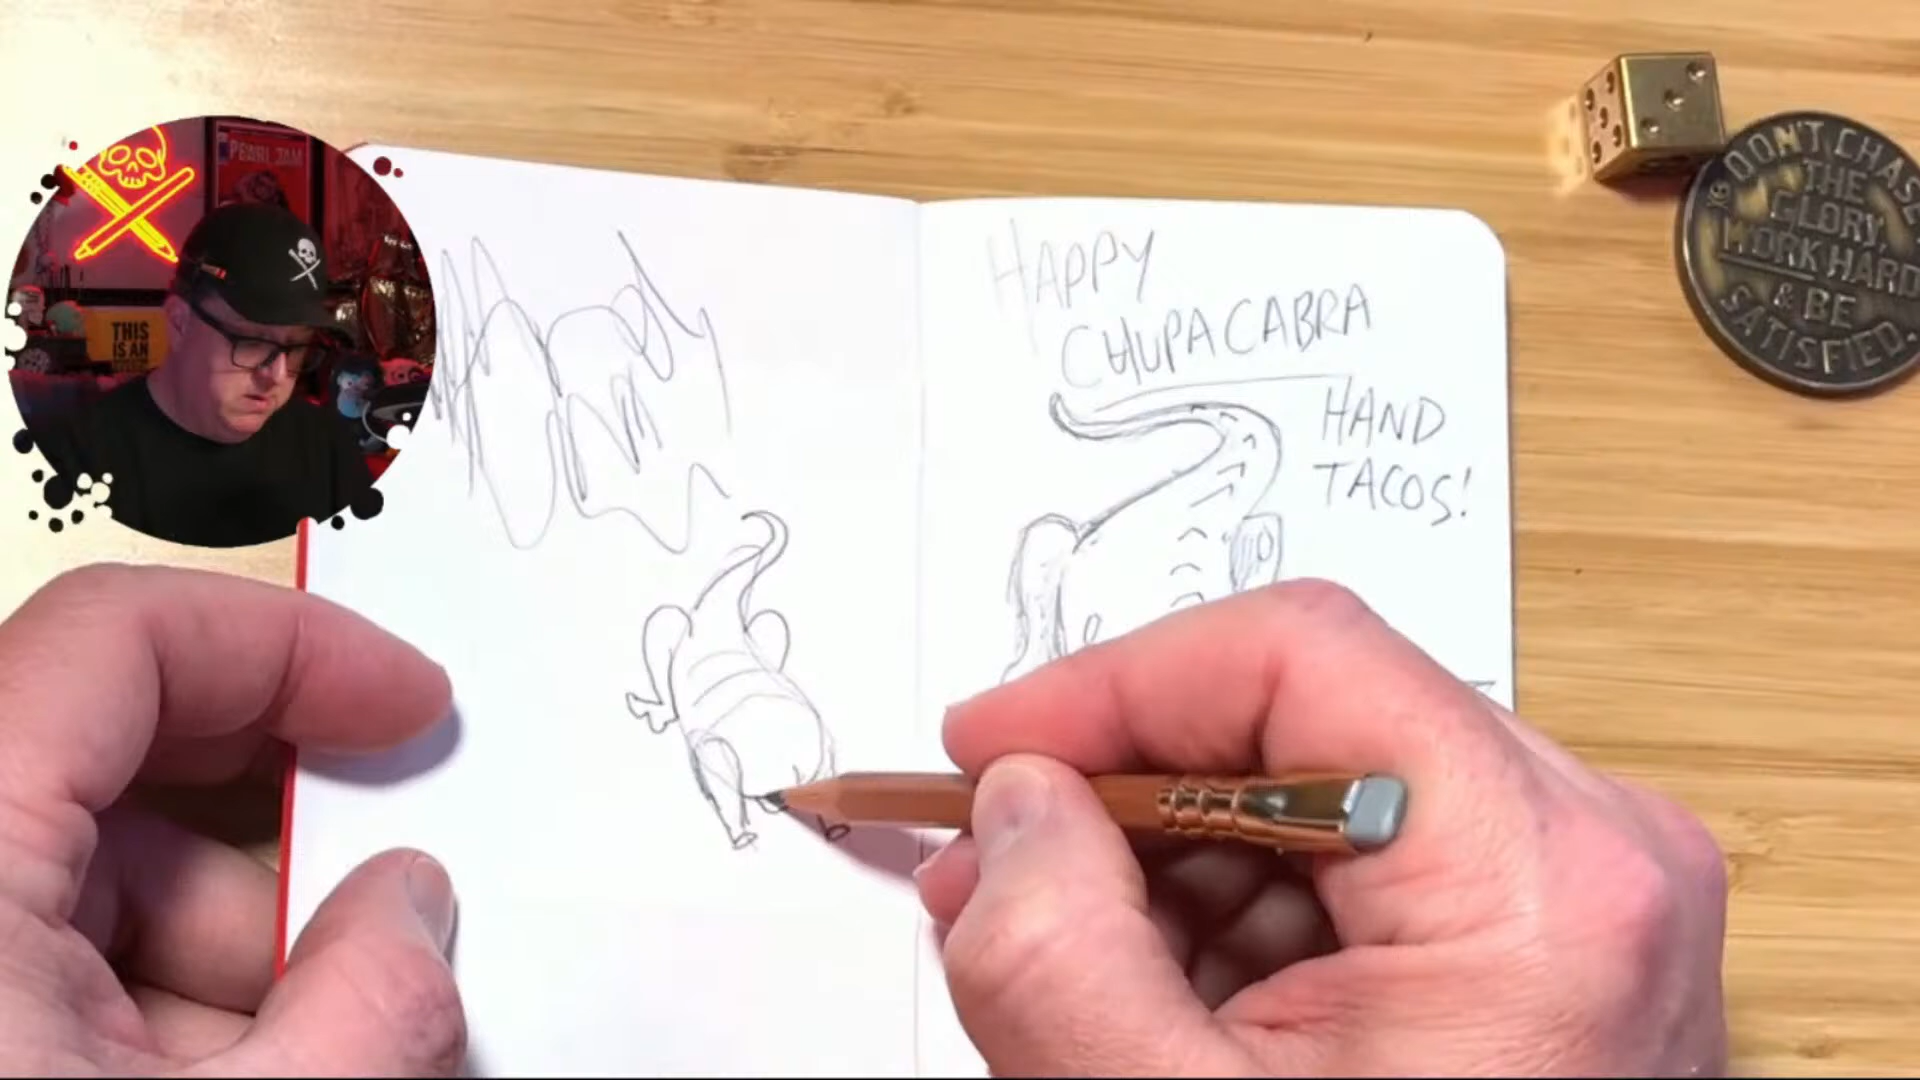 PEARL JAM
THIS
IS AN
HAPPY
CHUPACABRA
HAND
TACOS!
DON'T CHASE
THE
GLORY,
WORK HARD
& BE
SATISFIED.